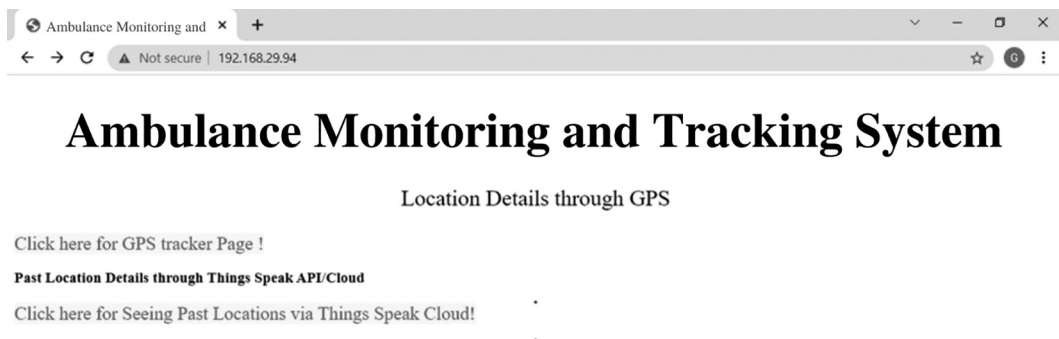 Ambulance Monitoring and
Not secure | 192.168.29.94
G
Ambulance Monitoring and Tracking System
Location Details through GPS
Click here for GPS tracker Page !
Past Location Details through Things Speak API/Cloud
Click here for Seeing Past Locations via Things Speak Cloud!